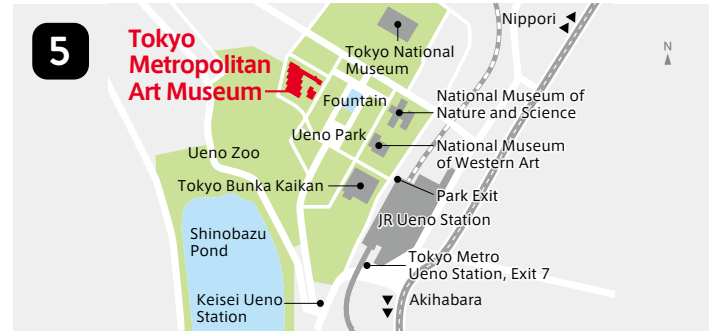 5
Tokyo
Metropolitan
Art Museum
Nippori
N
Tokyo National
Museum
Fountain
National Museum of
Nature and Science
Ueno Park
National Museum
of Western Art
Ueno Zoo
Tokyo Bunka Kaikan
Park Exit
JR Ueno Station
Shinobazu
Pond
Tokyo Metro
Ueno Station, Exit 7
Keisei Ueno
Station
Akihabara